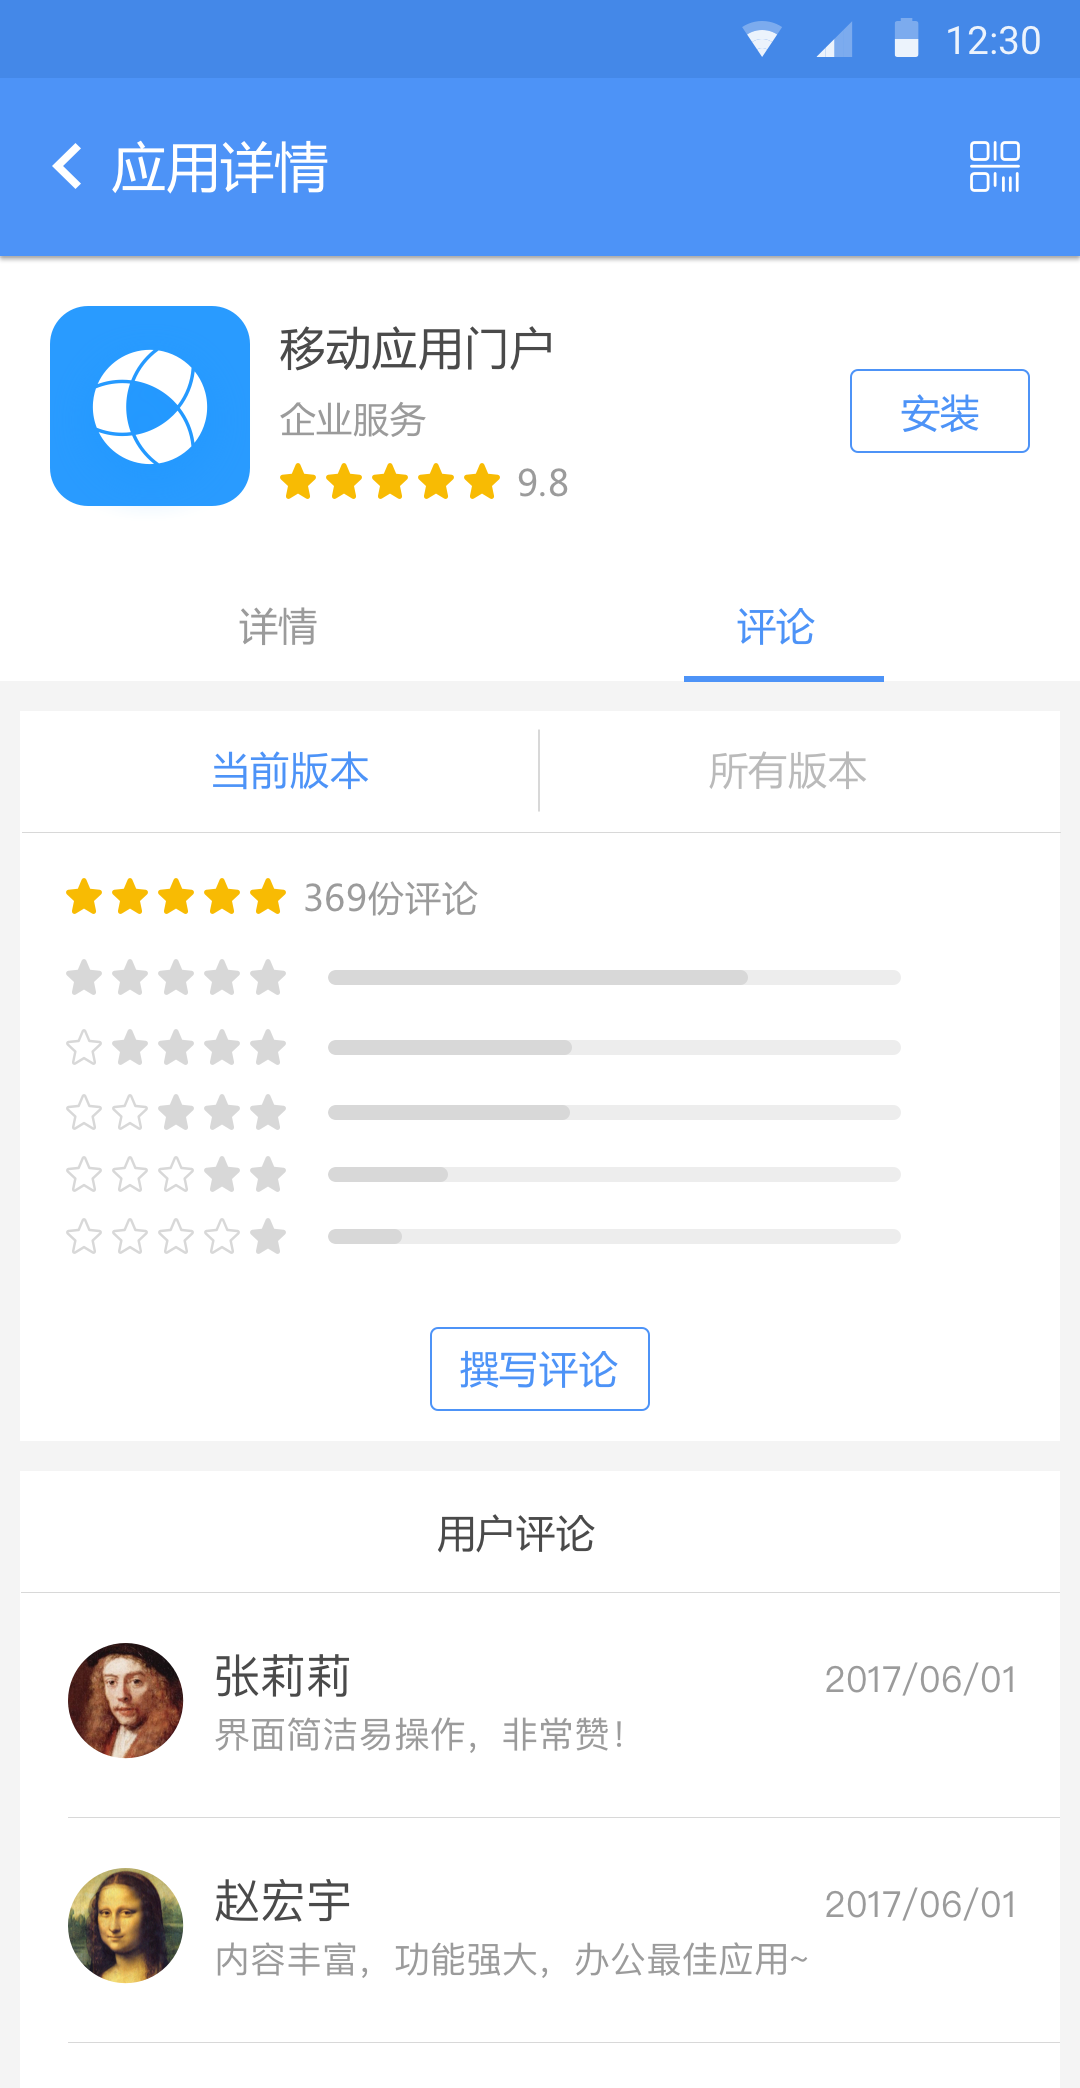 12:30
应用详情
移动应用门户
企业服务
9.8
安装
详情
评论
当前版本
所有版本
369份评论
撰写评论
用户评论
张莉莉
2017/06/01
界面简洁易操作，非常赞！
赵宏宇
2017/06/01
内容丰富，功能强大，办公最佳应用~